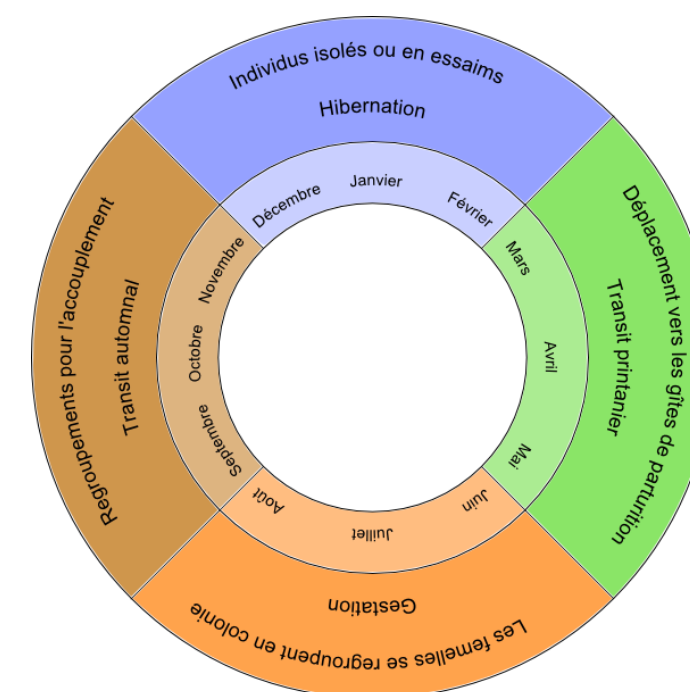 Individus isolés ou en essaims
Hibernation
Décembre
Janvier
Février
Déplacement vers les gîtes de parturition
Transit printanier
Mars
Avril
Mai
Les femelles se regroupent en colonie
Gestation
Juin
Juillet
Août
Regroupements pour l'accouplement
Transit automnal
Septembre
Octobre
Novembre